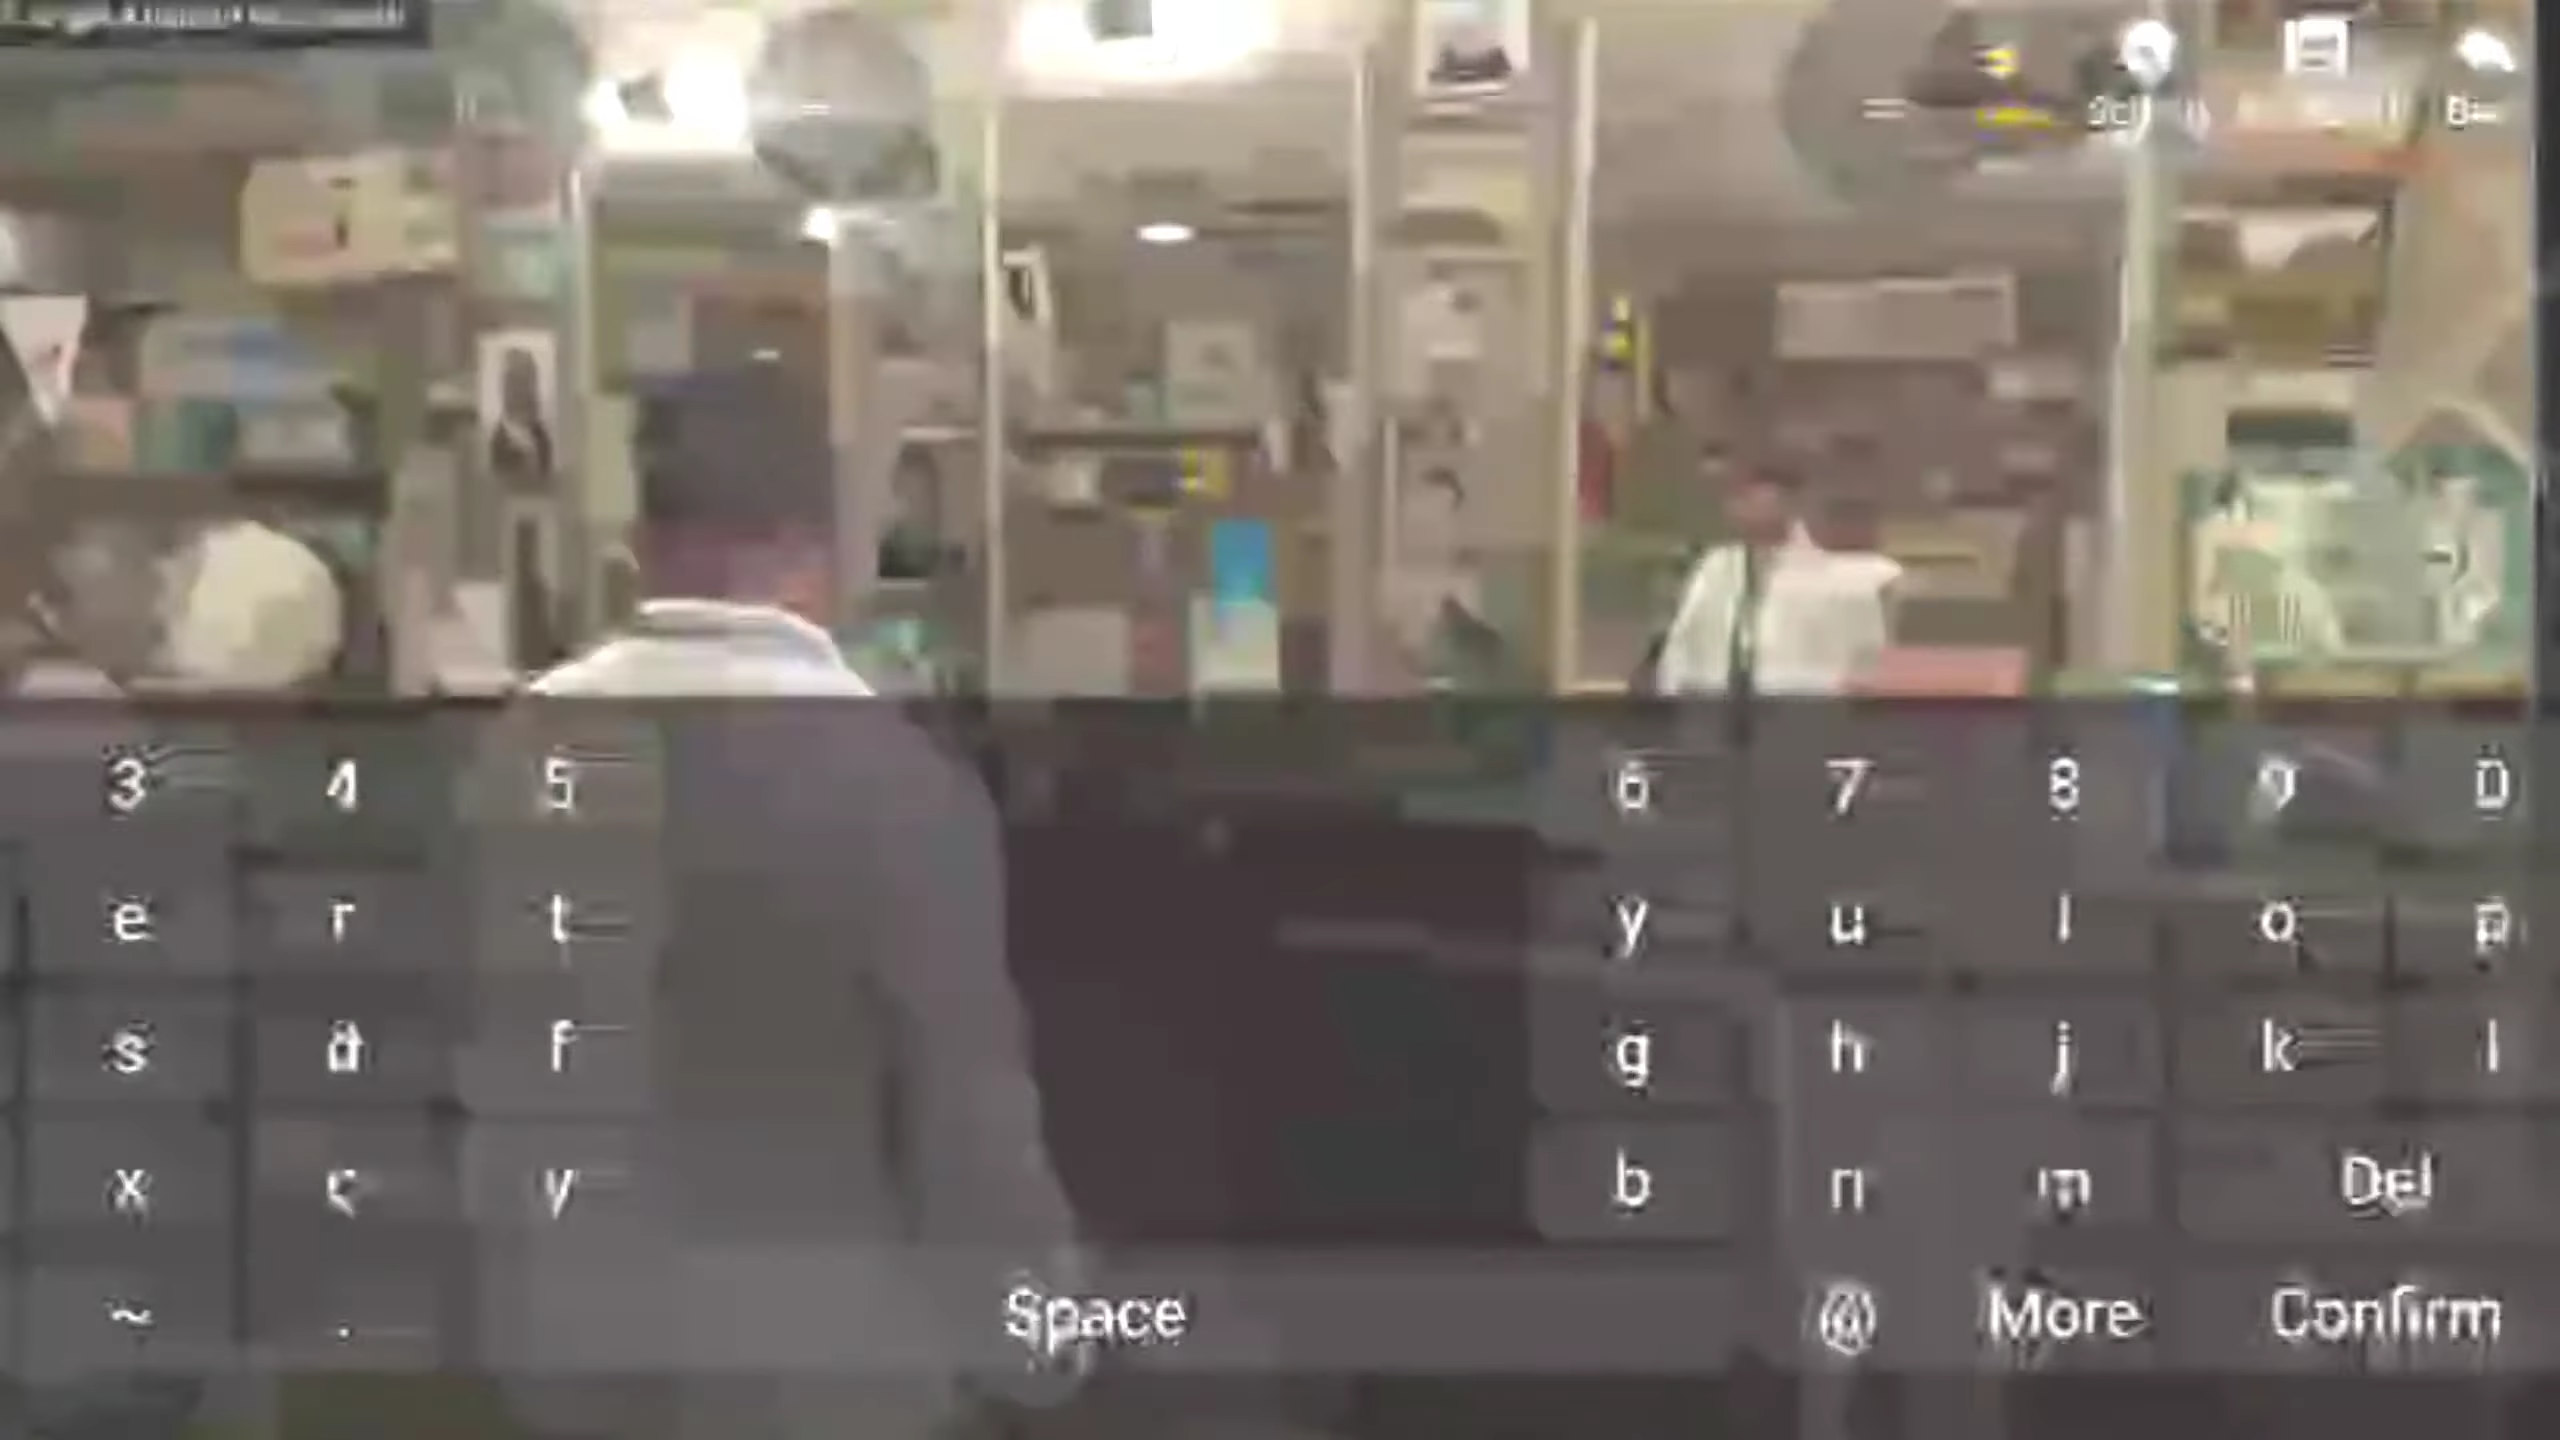 3 4 5 6 7 8 9 0
e r t y u i o p
s d f g h j k l
x c v b n m Del
~ . Space @ More Confirm